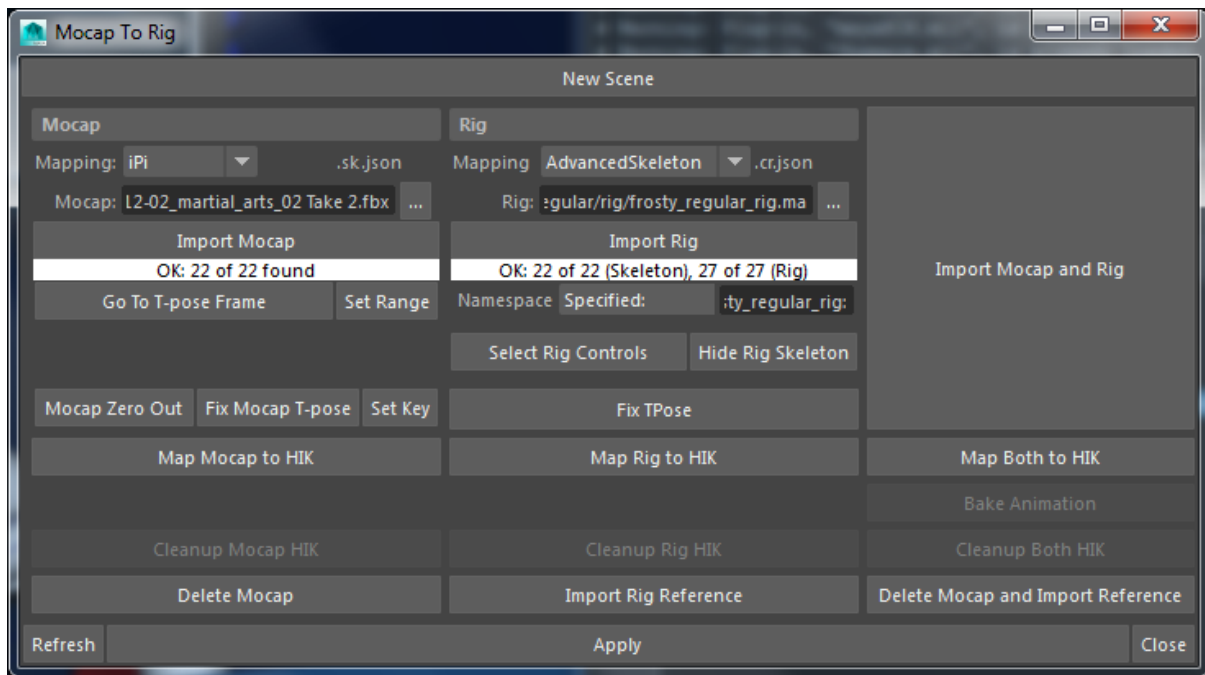 Mocap To Rig
New Scene
Mocap
Rig
Mapping: iPi .sk.json
Mapping AdvancedSkeleton .cr.json
Mocap: L2-02_martial_arts_02 Take 2.fbx ...
Rig: :gular/rig/frosty_regular_rig.ma ...
Import Mocap
Import Rig
OK: 22 of 22 found
OK: 22 of 22 (Skeleton), 27 of 27 (Rig)
Import Mocap and Rig
Go To T-pose Frame Set Range
Namespace Specified: ty_regular_rig:
Select Rig Controls Hide Rig Skeleton
Mocap Zero Out Fix Mocap T-pose Set Key
Fix TPose
Map Mocap to HIK
Map Rig to HIK
Map Both to HIK
Bake Animation
Cleanup Mocap HIK
Cleanup Rig HIK
Cleanup Both HIK
Delete Mocap
Import Rig Reference
Delete Mocap and Import Reference
Refresh Apply Close